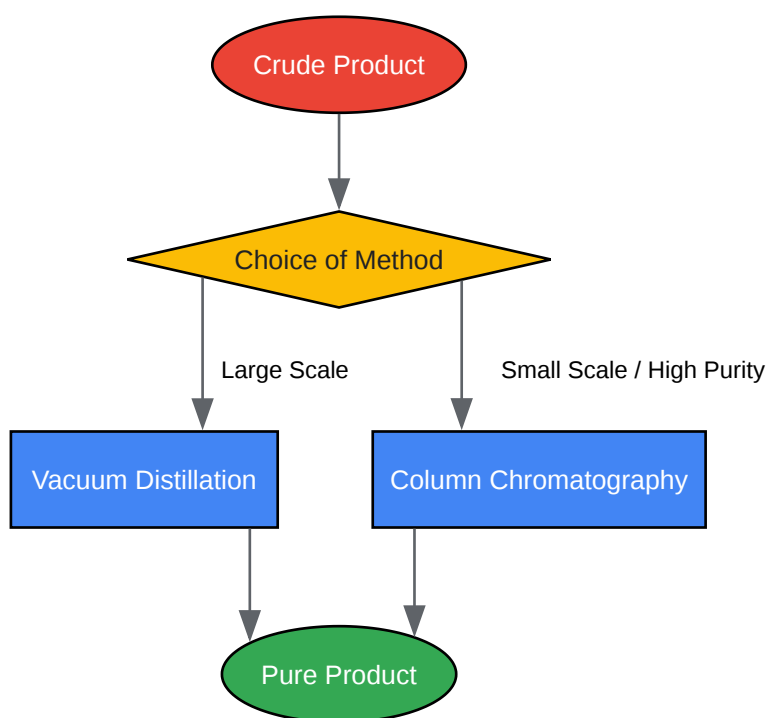 Crude Product
Choice of Method
Large Scale
Small Scale / High Purity
Vacuum Distillation
Column Chromatography
Pure Product